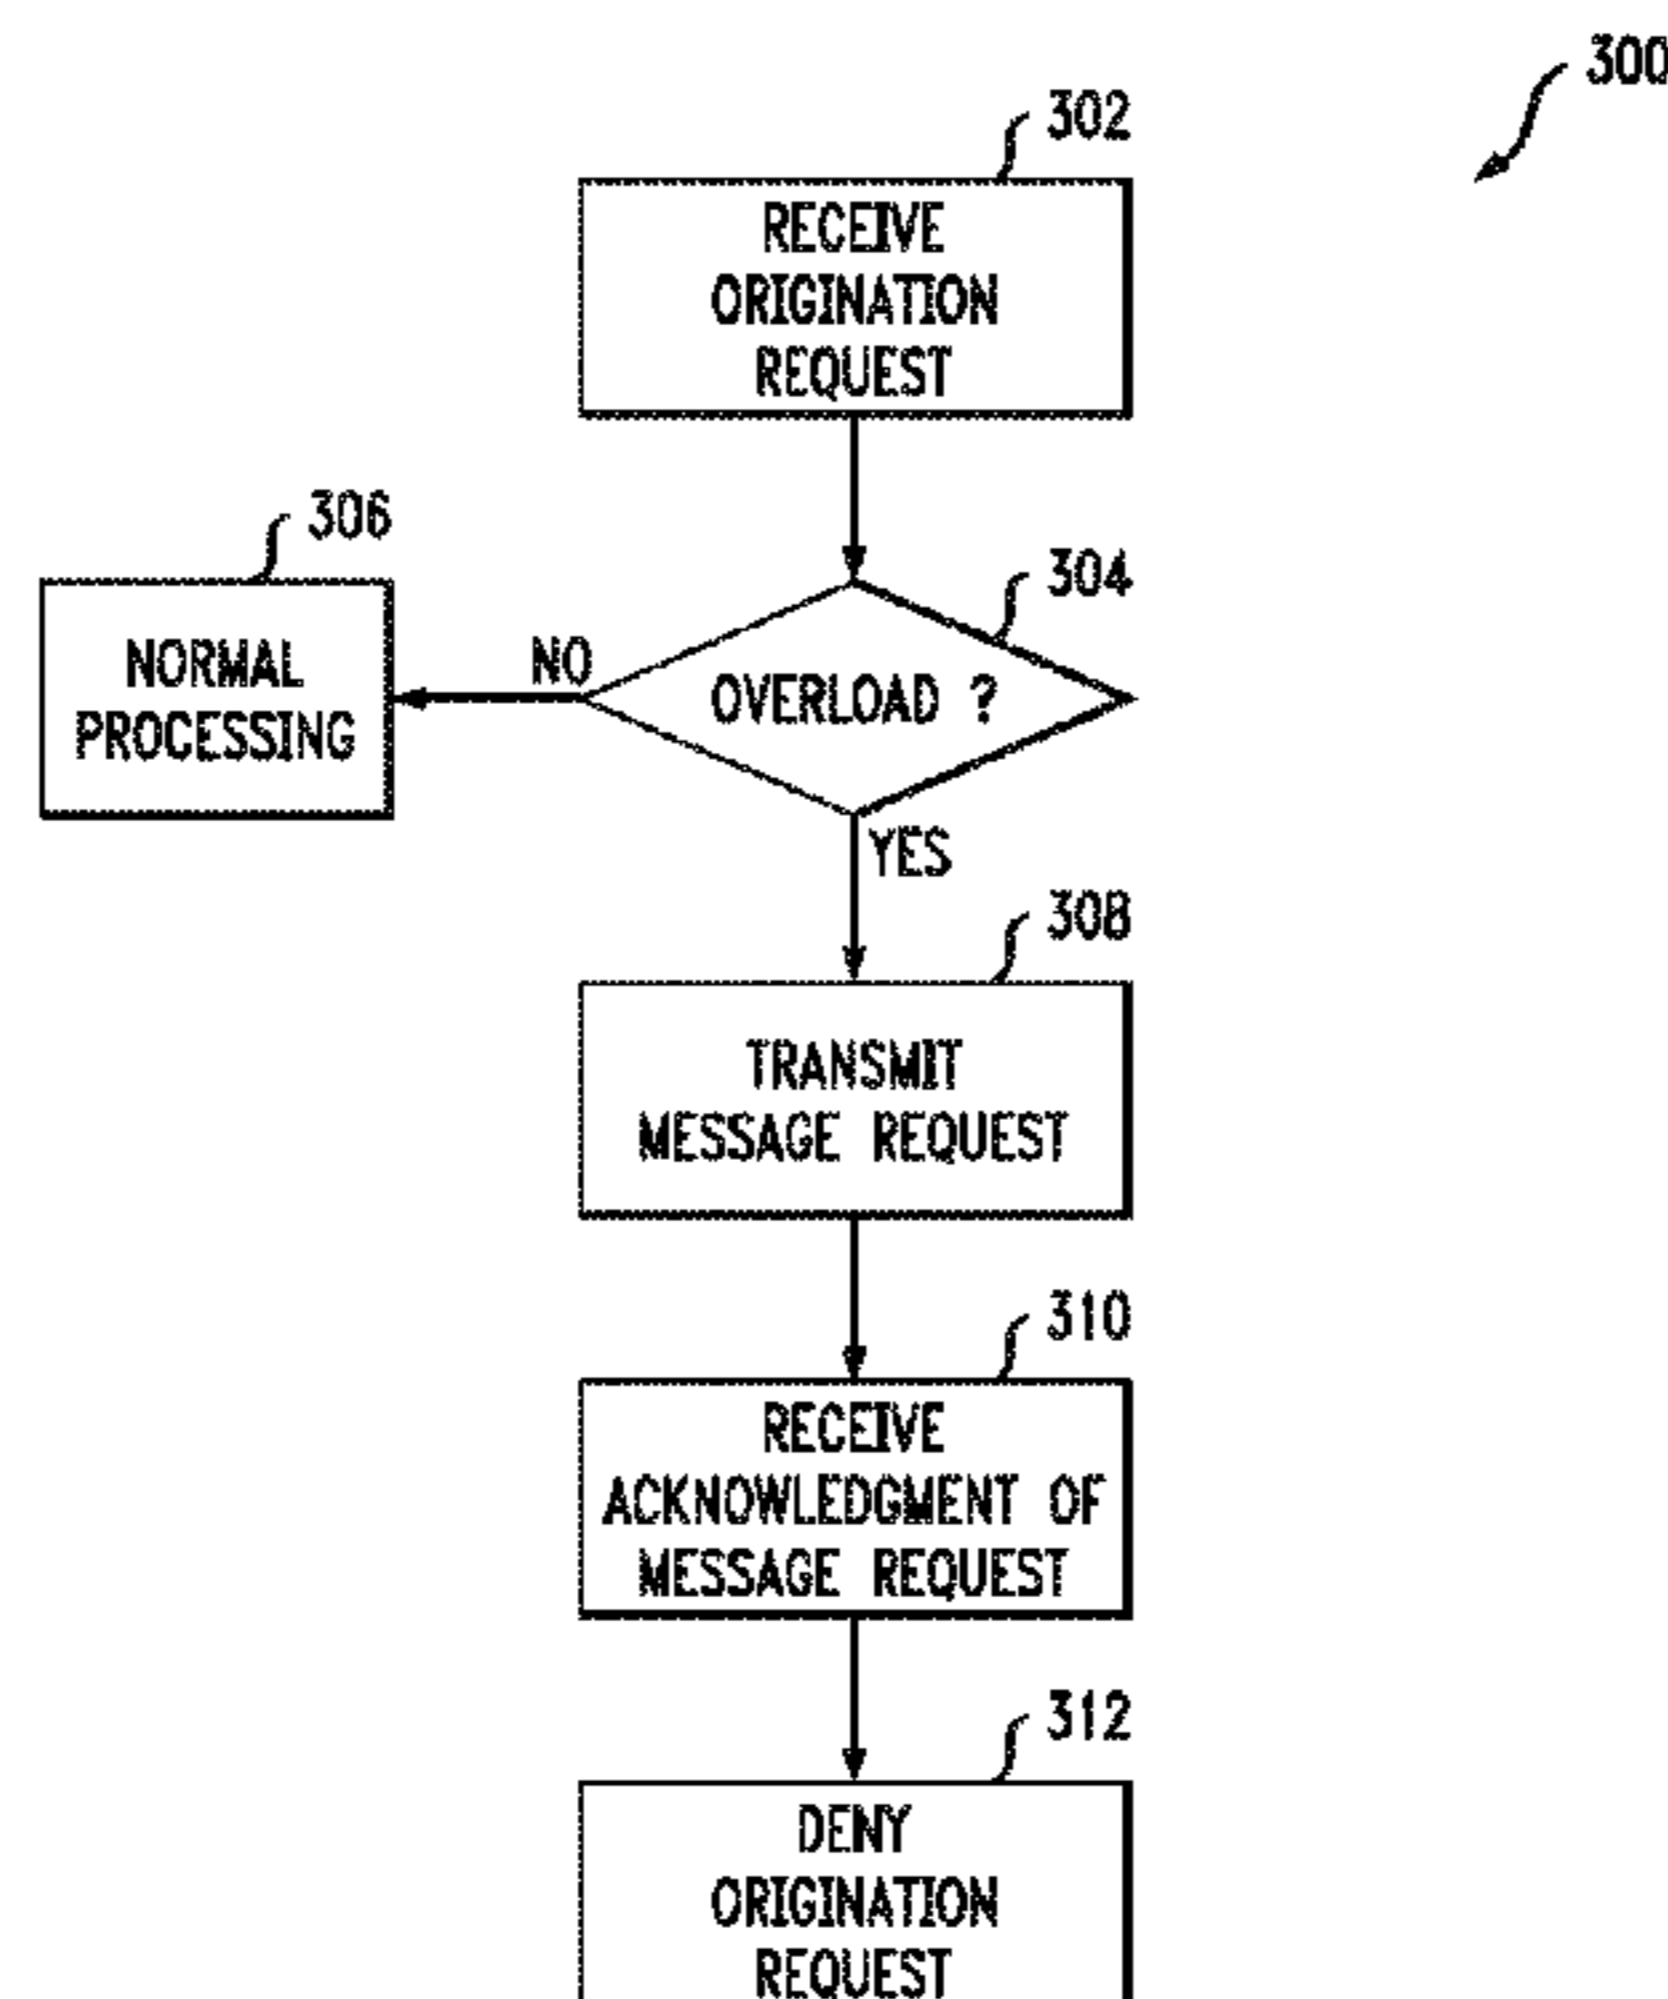 300
302
RECEIVE
ORIGINATION
REQUEST
306
304
NORMAL
PROCESSING
NO
OVERLOAD ?
YES
308
TRANSMIT
MESSAGE REQUEST
310
RECEIVE
ACKNOWLEDGMENT OF
MESSAGE REQUEST
312
DENY
ORIGINATION
REQUEST